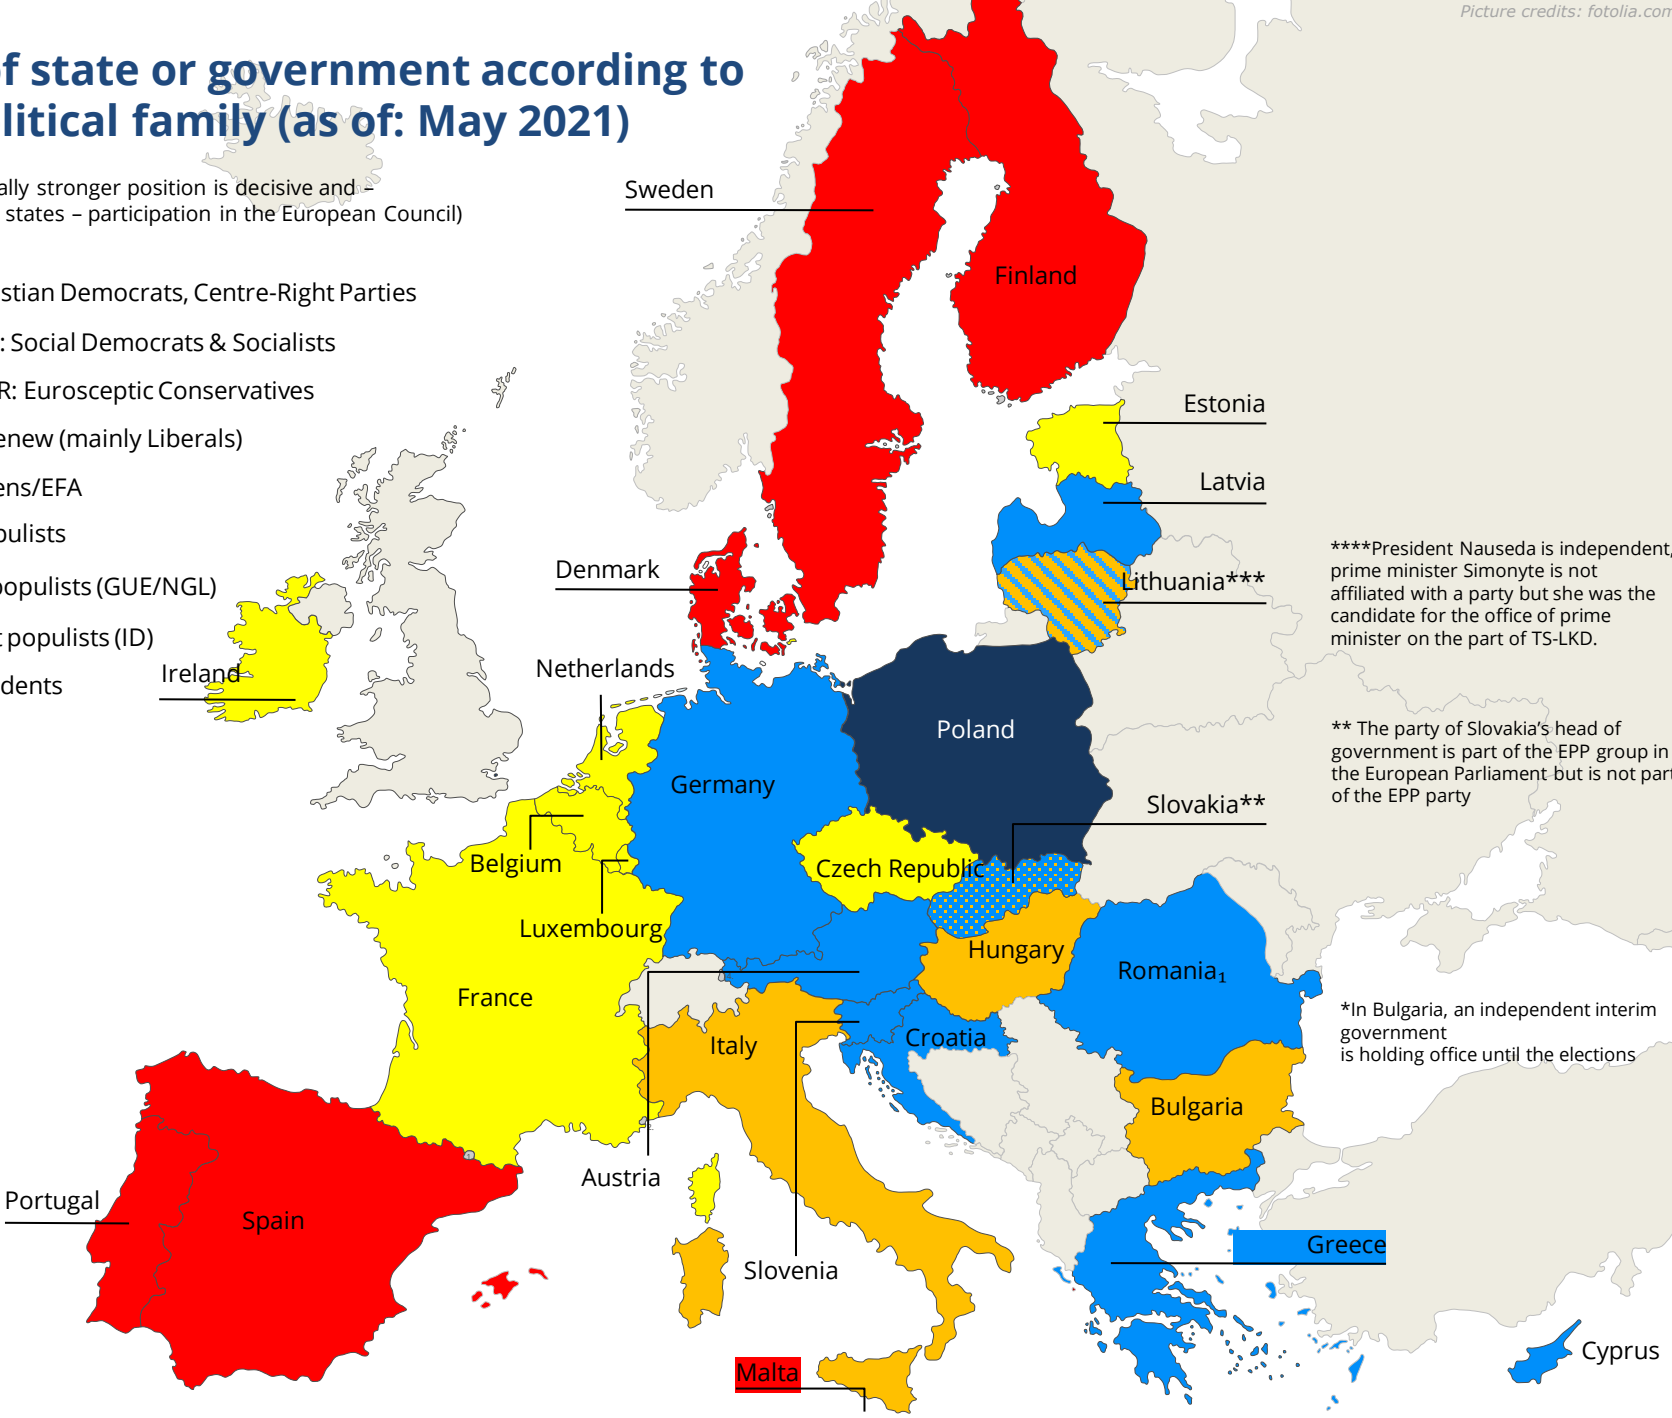 Picture credits: fotolia.com
of state or government according to
litical family (as of: May 2021)
ally stronger position is decisive and –
states – participation in the European Council)
stian Democrats, Centre-Right Parties
: Social Democrats & Socialists
R: Eurosceptic Conservatives
enew (mainly Liberals)
ens/EFA
pulists
populists (GUE/NGL)
t populists (ID)
dents
Sweden
Finland
Estonia
Latvia
Denmark
Lithuania***
****President Nauseda is independent,
prime minister Simonyte is not
affiliated with a party but she was the
candidate for the office of prime
minister on the part of TS-LKD.
Ireland
Netherlands
Poland
Germany
** The party of Slovakia’s head of
government is part of the EPP group in
the European Parliament but is not part
of the EPP party
Slovakia**
Belgium
Czech Republic
Luxembourg
Hungary
Romania₁
France
Italy
Croatia
*In Bulgaria, an independent interim
government
is holding office until the elections
Bulgaria
Austria
Portugal
Spain
Slovenia
Greece
Malta
Cyprus